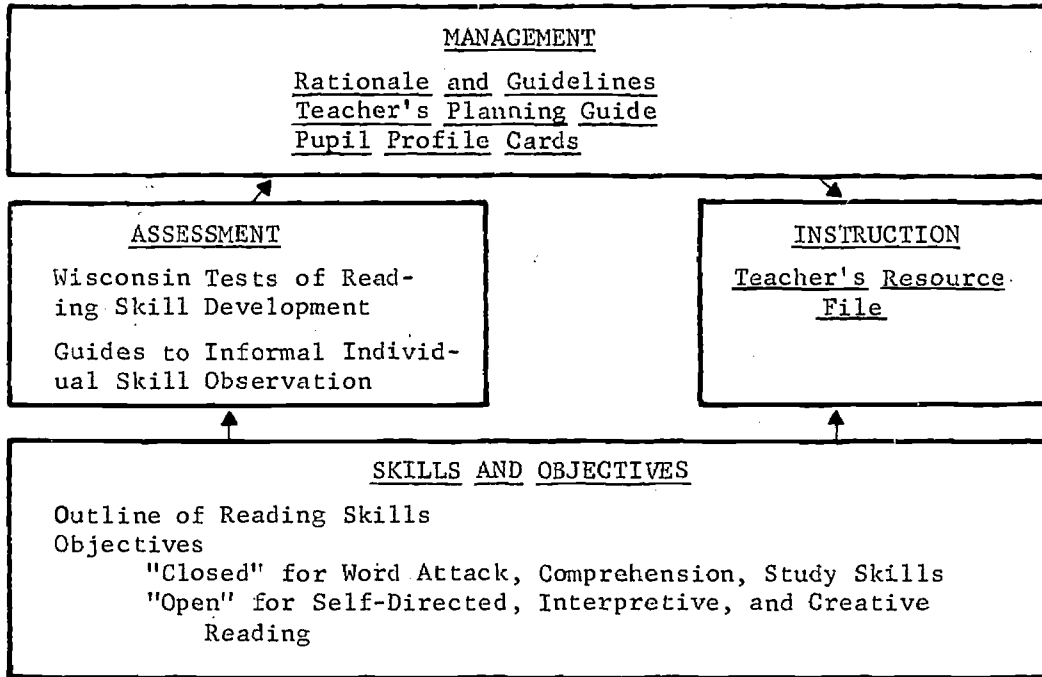 MANAGEMENT
Rationale and Guidelines
Teacher's Planning Guide
Pupil Profile Cards
ASSESSMENT
Wisconsin Tests of Read-
ing Skill Development
Guides to Informal Individ-
ual Skill Observation
INSTRUCTION
Teacher's Resource
File
SKILLS AND OBJECTIVES
Outline of Reading Skills
Objectives
"Closed" for Word Attack, Comprehension, Study Skills
"Open" for Self-Directed, Interpretive, and Creative
Reading